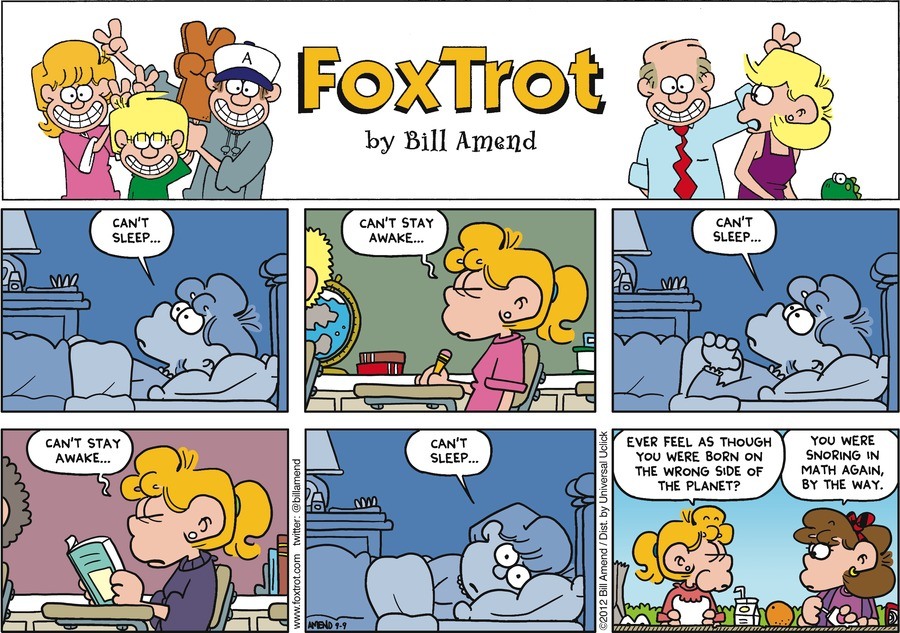 A
FOXTROT
by Bill Amend
CAN'T
SLEEP...
CAN'T STAY
AWAKE...
CAN'T
SLEEP...
CAN'T STAY
AWAKE...
CAN'T
SLEEP...
AMEND 9-9
www.foxtrot.com twitter: @billamend
©2012 Bill Amend / Dist. by Universal Uclick
EVER FEEL AS THOUGH
YOU WERE BORN ON
THE WRONG SIDE OF
THE PLANET?
YOU WERE
SNORING IN
MATH AGAIN,
BY THE WAY.